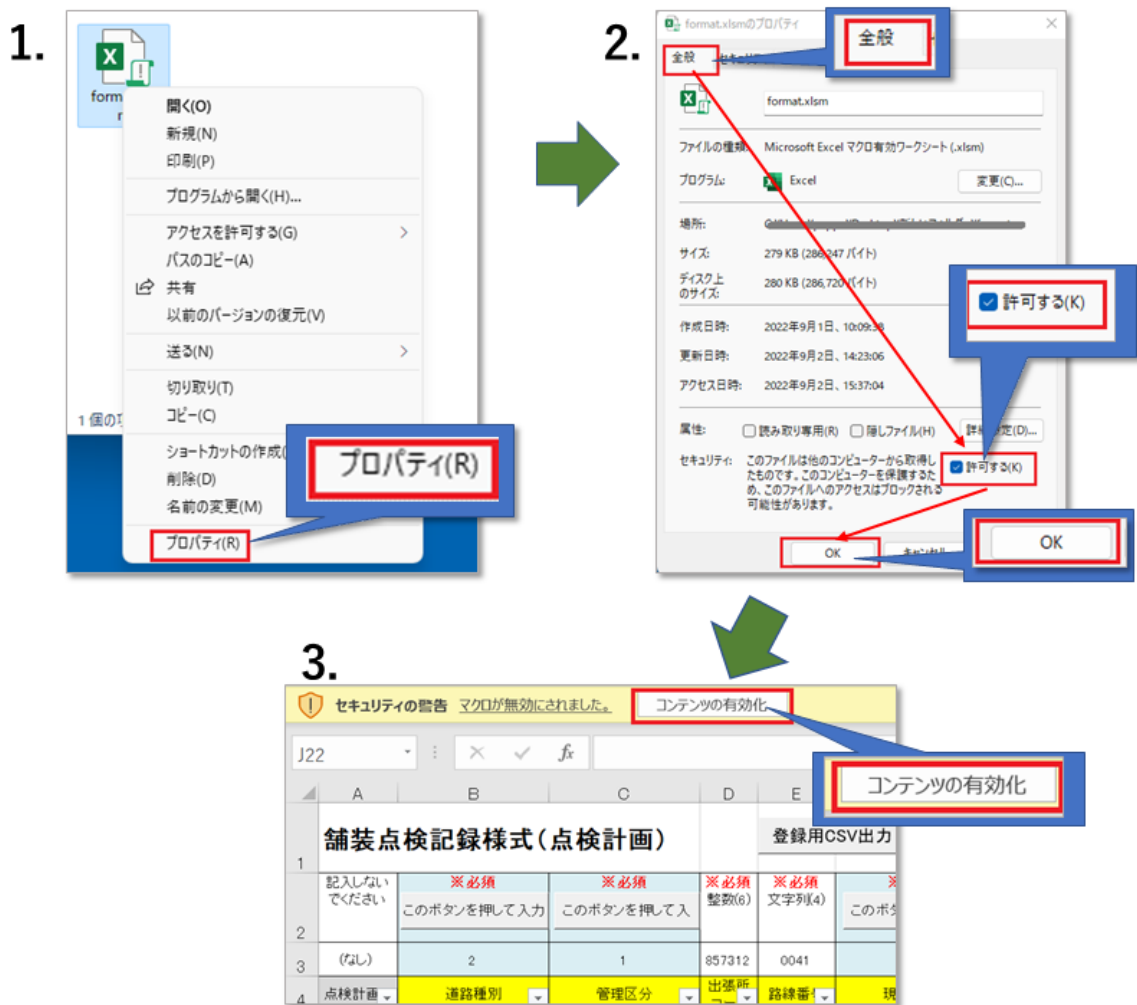 1.
form
開く(O)
新規(N)
印刷(P)
プログラムから開く(H)...
アクセスを許可する(G)
パスのコピー(A)
共有
以前のバージョンの復元(V)
送る(N)
切り取り(T)
コピー(C)
1 個の
ショートカットの作成(
削除(D)
名前の変更(M)
プロパティ(R)
プロパティ(R)
2.
format.xlsmのプロパティ
全般
全般
セキュリティ
format.xlsm
ファイルの種類: Microsoft Excel マクロ有効ワークシート (.xlsm)
プログラム: Excel 変更(C)...
場所:
サイズ: 279 KB (286,247 バイト)
ディスク上
のサイズ: 280 KB (286,720 バイト)
許可する(K)
作成日時: 2022年9月1日、10:09:38
更新日時: 2022年9月2日、14:23:06
アクセス日時: 2022年9月2日、15:37:04
属性: 読み取り専用(R) 隠しファイル(H) 詳細設定(D)...
セキュリティ: このファイルは他のコンピューターから取得し
たものです。このコンピューターを保護するた
め、このファイルへのアクセスはブロックされる
可能性があります。
許可する(K)
OK キャンセル
OK
3.
セキュリティの警告 マクロが無効にされました。 コンテンツの有効化
コンテンツの有効化
J22 fx
A B C D E
1 舗装点検記録様式(点検計画) 登録用CSV出力
記入しない ※必須 ※必須 ※必須 ※必須
でください このボタンを押して入力 このボタンを押して入 整数(6) 文字列(4) このボ
2
3 (なし) 2 1 857312 0041
4 点検計画 道路種別 管理区分 出張所 路線番 現